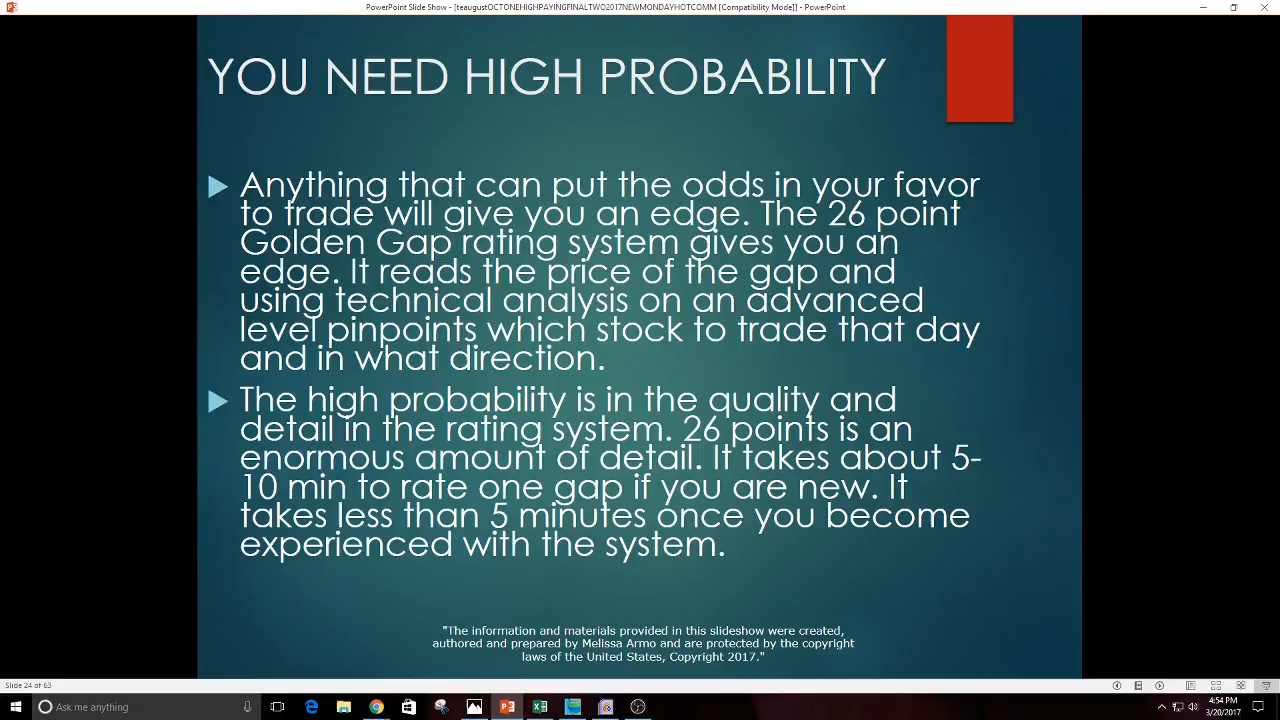 PowerPoint Slide Show - [teaugustOCTONEHIGHPAYINGFINALTWO2017NEWMONDAYHOTCOMM [Compatibility Mode]] - PowerPoint
YOU NEED HIGH PROBABILITY
Anything that can put the odds in your favor
to trade will give you an edge. The 26 point
Golden Gap rating system gives you an
edge. It reads the price of the gap and
using technical analysis on an advanced
level pinpoints which stock to trade that day
and in what direction.
The high probability is in the quality and
detail in the rating system. 26 points is an
enormous amount of detail. It takes about 5-
10 min to rate one gap if you are new. It
takes less than 5 minutes once you become
experienced with the system.
"The information and materials provided in this slideshow were created,
authored and prepared by Melissa Armo and are protected by the copyright
laws of the United States, Copyright 2017."
Slide 24 of 63
Ask me anything
4:54 PM
3/20/2017